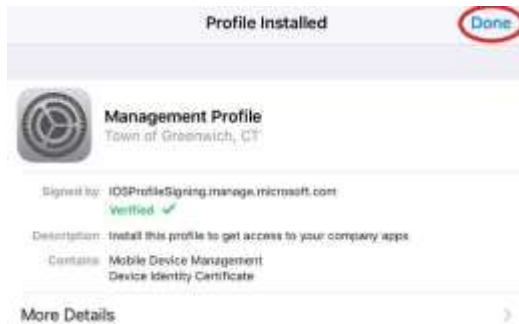 Profile Installed
Done
Management Profile
Town of Greenwich, CT
Signed by IOSProfileSigning.manage.microsoft.com
Verified ✓
Description Install this profile to get access to your company apps
Contains Mobile Device Management
Device Identity Certificate
More Details